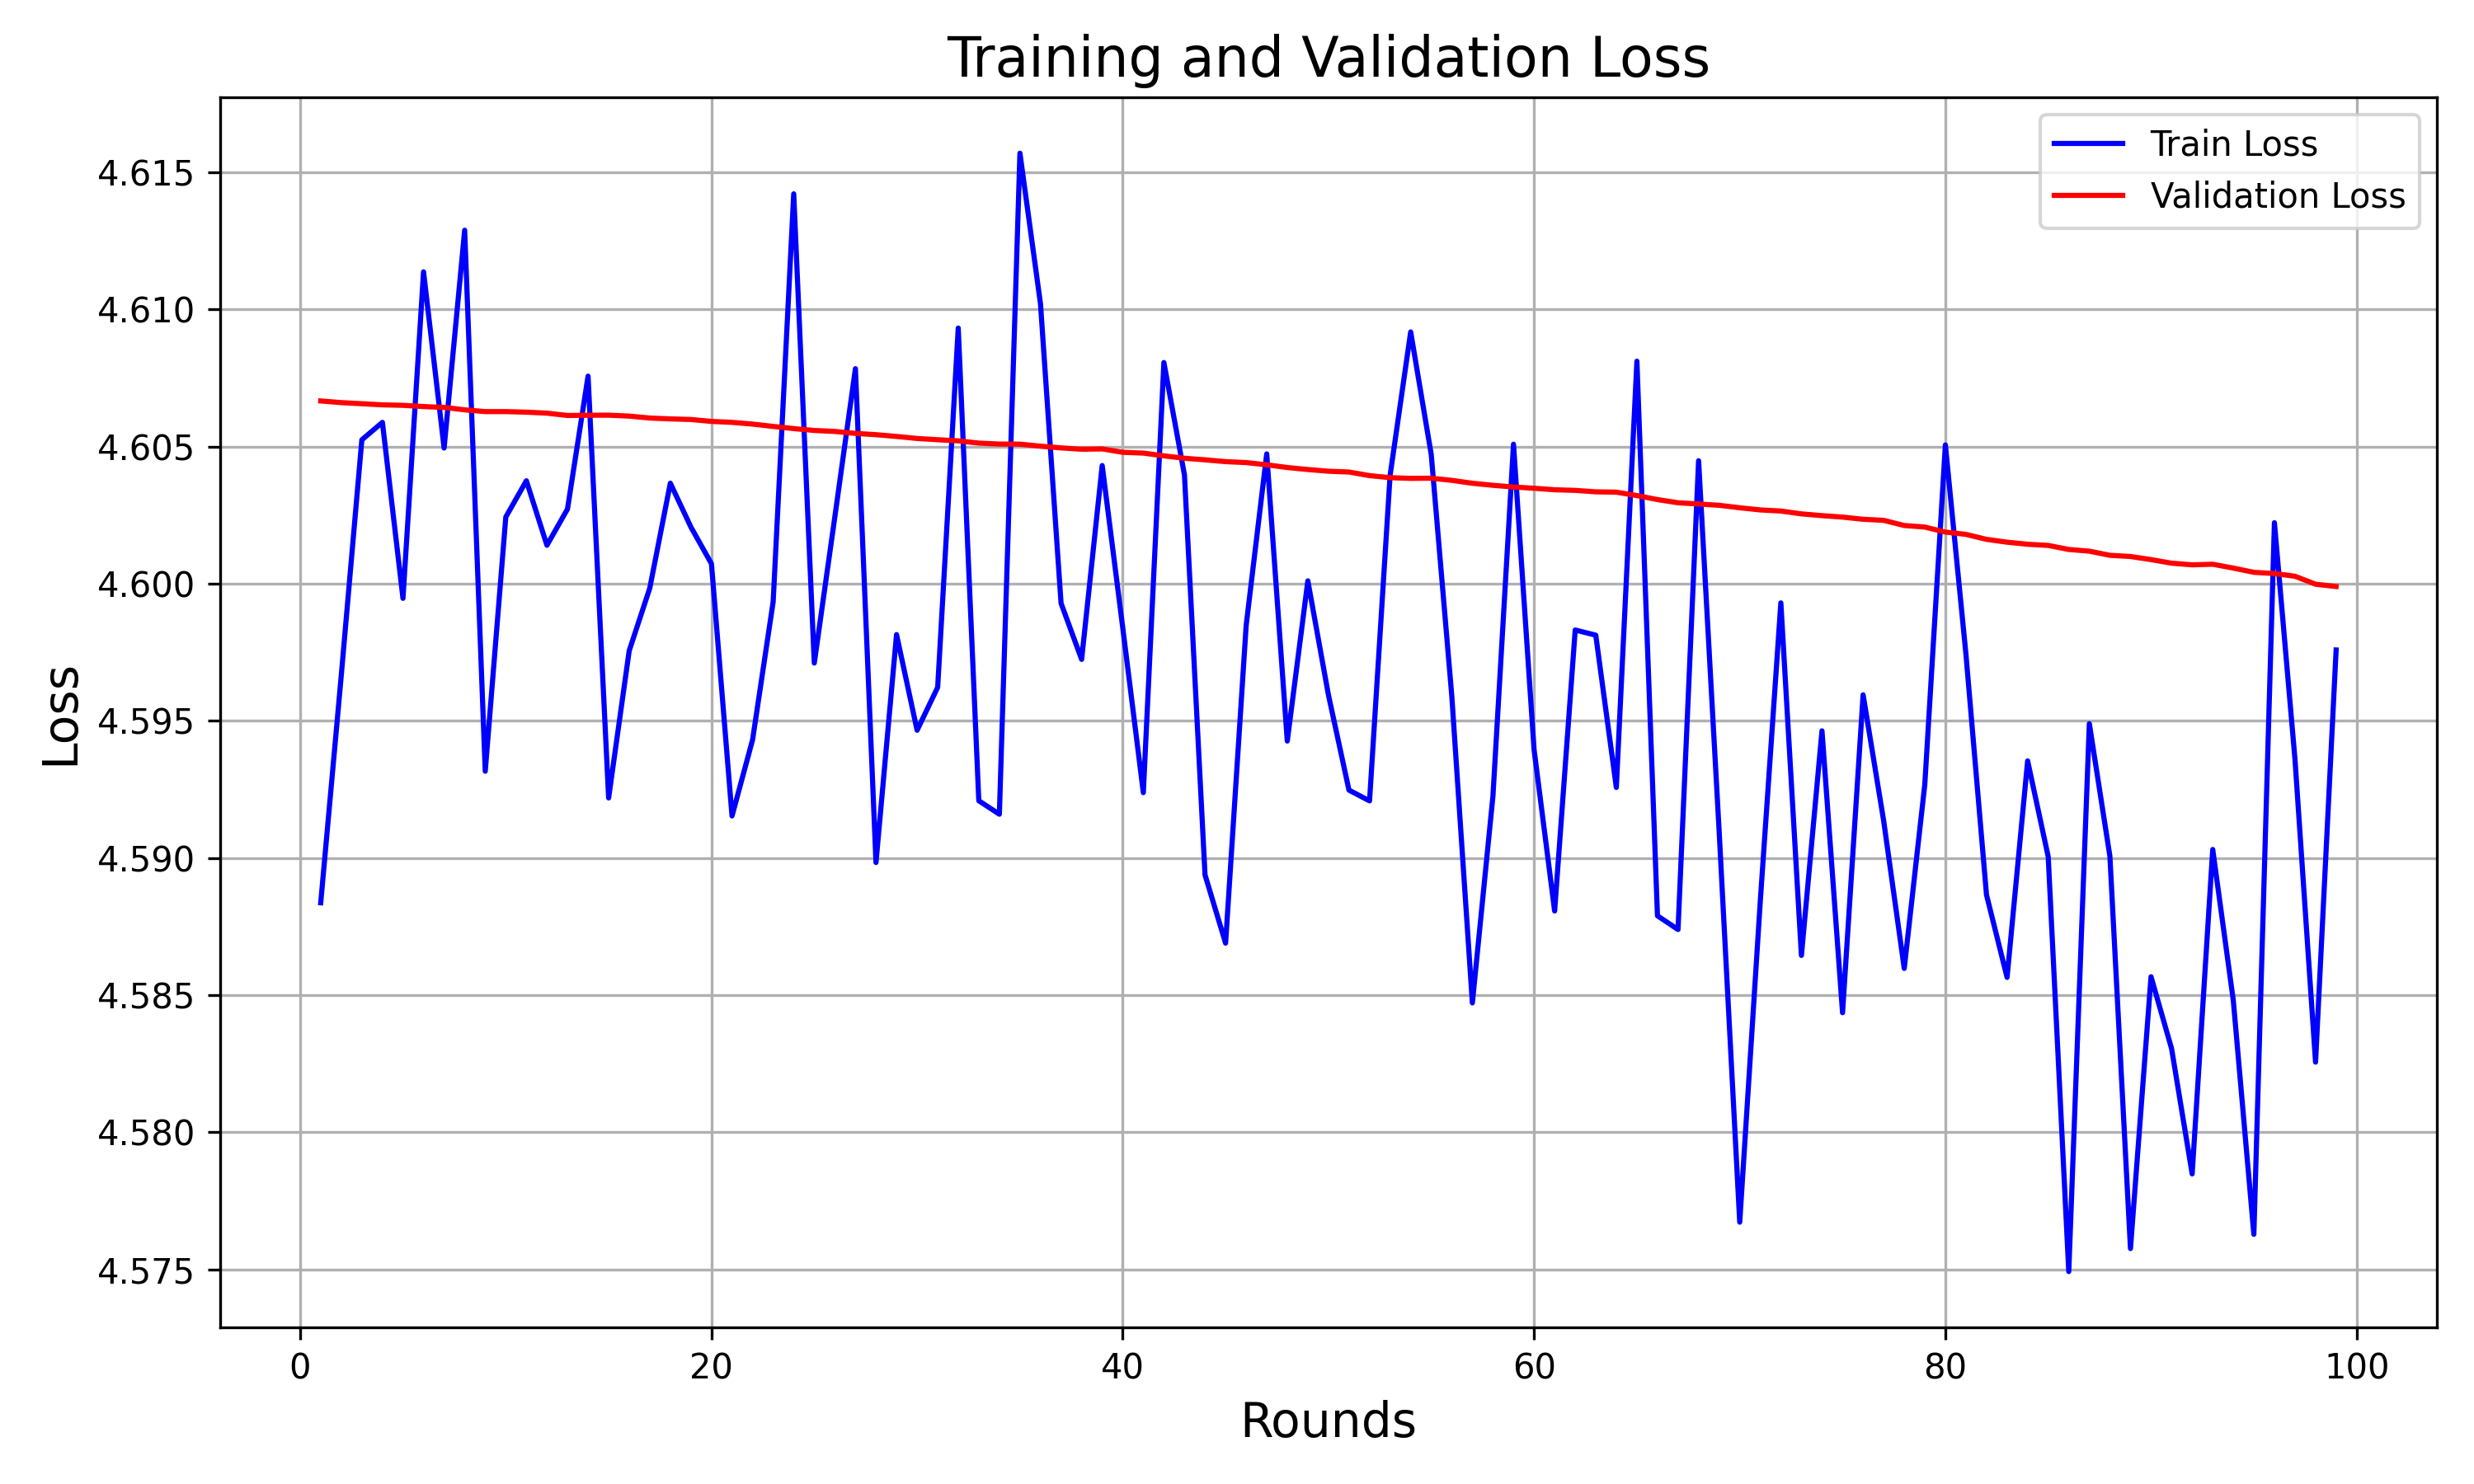 Training and Validation Loss
Train Loss
Validation Loss
4.615
4.610
4.605
4.600
4.595
4.590
4.585
4.580
4.575
Loss
0 20 40 60 80 100
Rounds